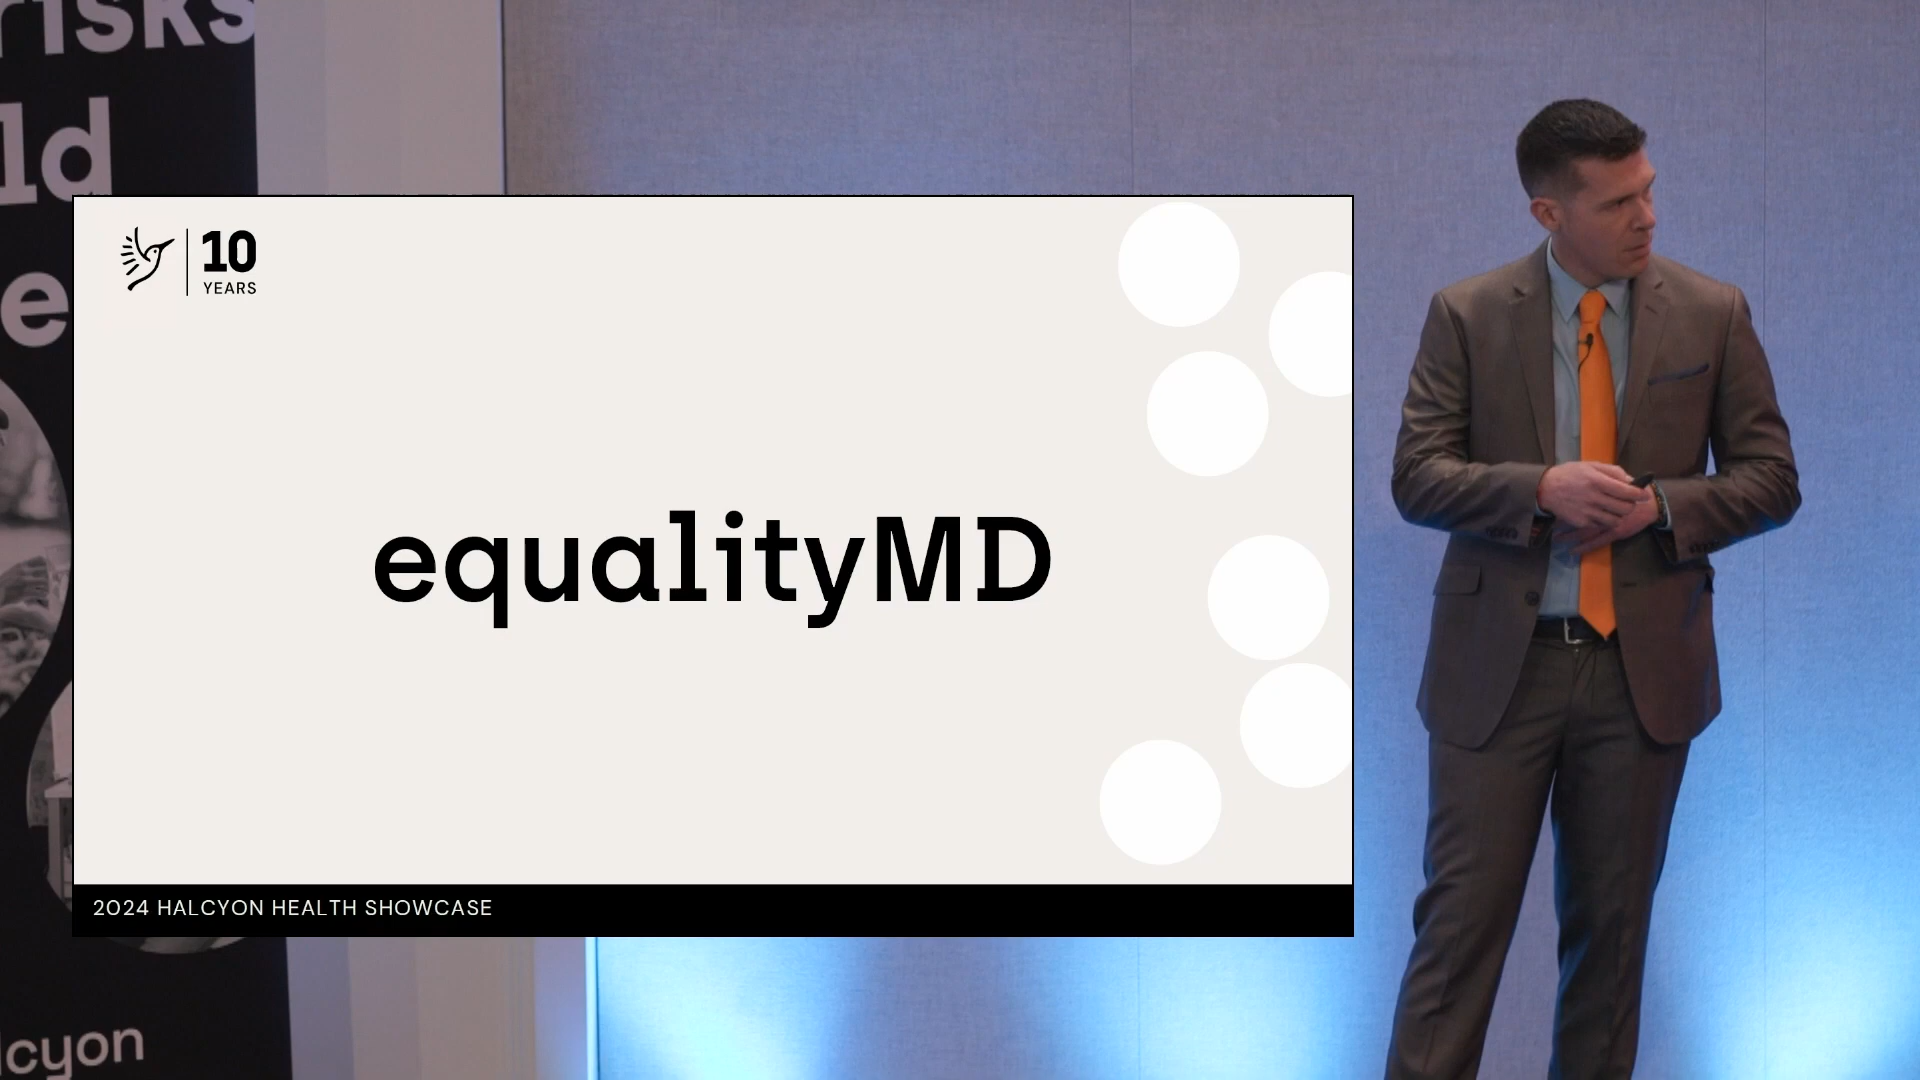 risks
ld
e
10
YEARS
equalityMD
2024 HALCYON HEALTH SHOWCASE
lcyon